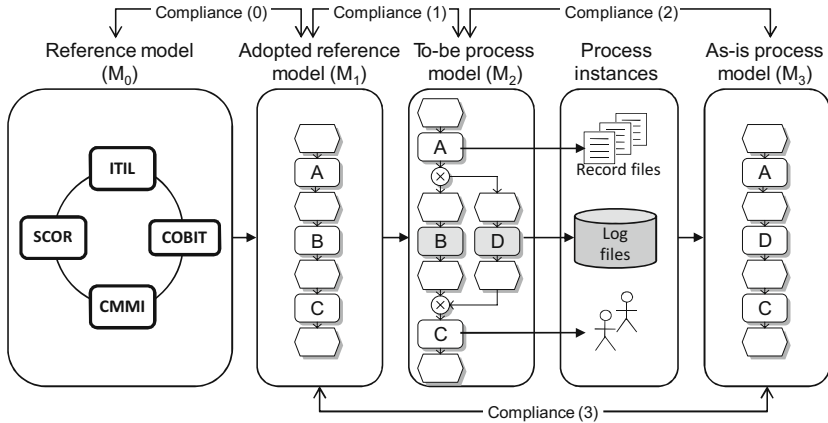 Compliance (0)
Compliance (1)
Compliance (2)
Reference model
(M0)
Adopted reference
model (M1)
To-be process
model (M2)
Process
instances
As-is process
model (M3)
ITIL
SCOR
COBIT
CMMI
A
B
C
A
B
D
C
Record files
Log
files
A
D
C
Compliance (3)